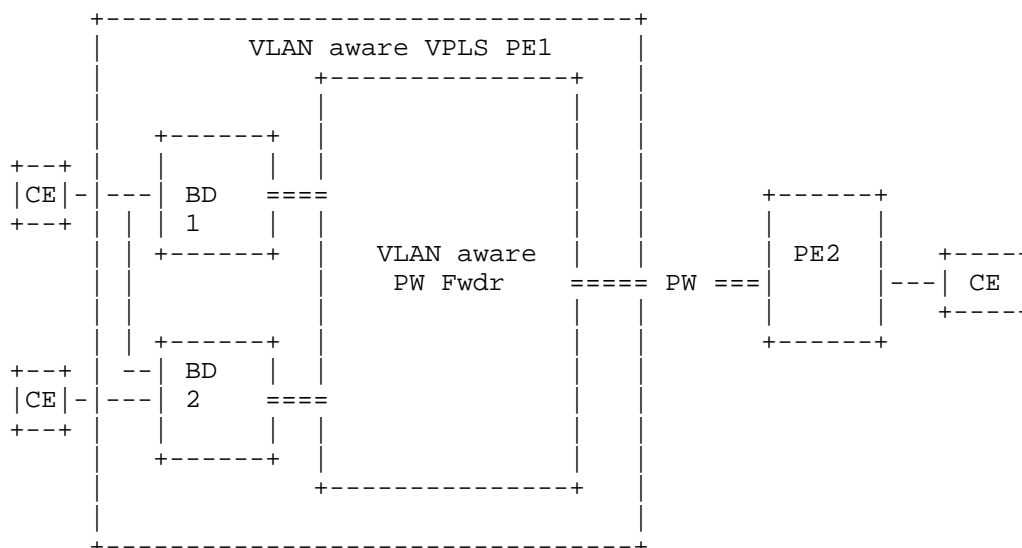 VLAN aware VPLS PE1
CE
BD
1
VLAN aware
PW Fwdr
PW
PE2
CE
CE
BD
2